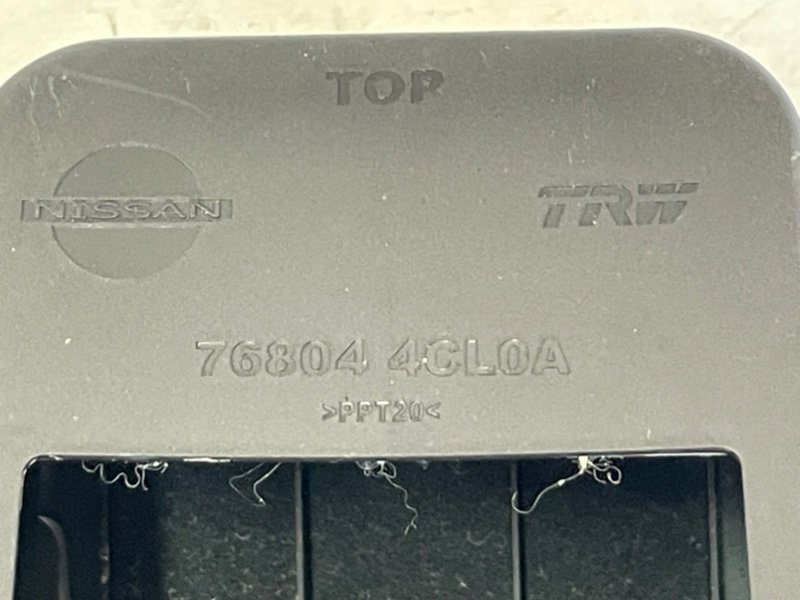 TOP
NISSAN
TRW
76804 4CL0A
>PPT20<